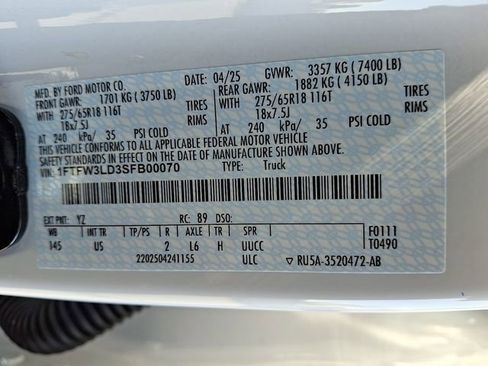 MFD. BY FORD MOTOR CO. 04/25 GVWR: 3357 KG ( 7400 LB)
FRONT GAWR: 1701 KG ( 3750 LB) REAR GAWR: 1882 KG ( 4150 LB)
WITH 275/65R18 116T TIRES WITH 275/65R18 116T TIRES
18x7.5J RIMS 18x7.5J RIMS
AT 240 kPa/ 35 PSI COLD AT 240 kPa/ 35 PSI COLD
THIS VEHICLE CONFORMS TO ALL APPLICABLE FEDERAL MOTOR VEHICLE
SAFETY, BUMPER, AND THEFT PREVENTION STANDARDS IN EFFECT ON THE DATE OF MANUFACTURE SHOWN ABOVE.
VIN: 1FTFW3LD3SFB00070 TYPE: Truck
EXT PNT: YZ RC: 89 DSO:
WB INT TR TP/PS R AXLE TR SPR F0111
145 US 2 L6 H UUCC T0490
2202504241155 ULC RU5A-3520472-AB